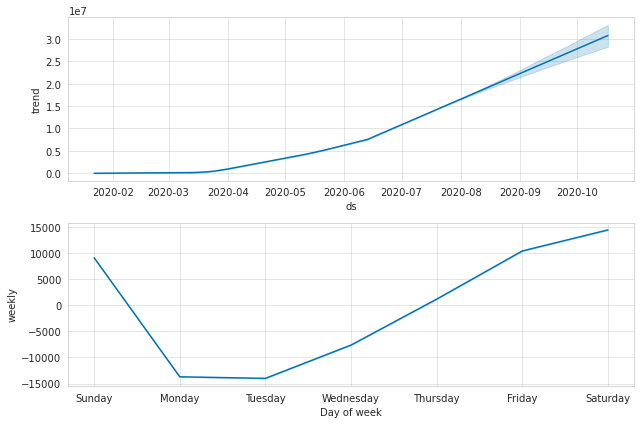 1e7
3.0
2.5
2.0
1.5
1.0
0.5
0.0
trend
2020-02 2020-03 2020-04 2020-05 2020-06 2020-07 2020-08 2020-09 2020-10
ds
15000
10000
5000
0
−5000
−10000
−15000
weekly
Sunday Monday Tuesday Wednesday Thursday Friday Saturday
Day of week